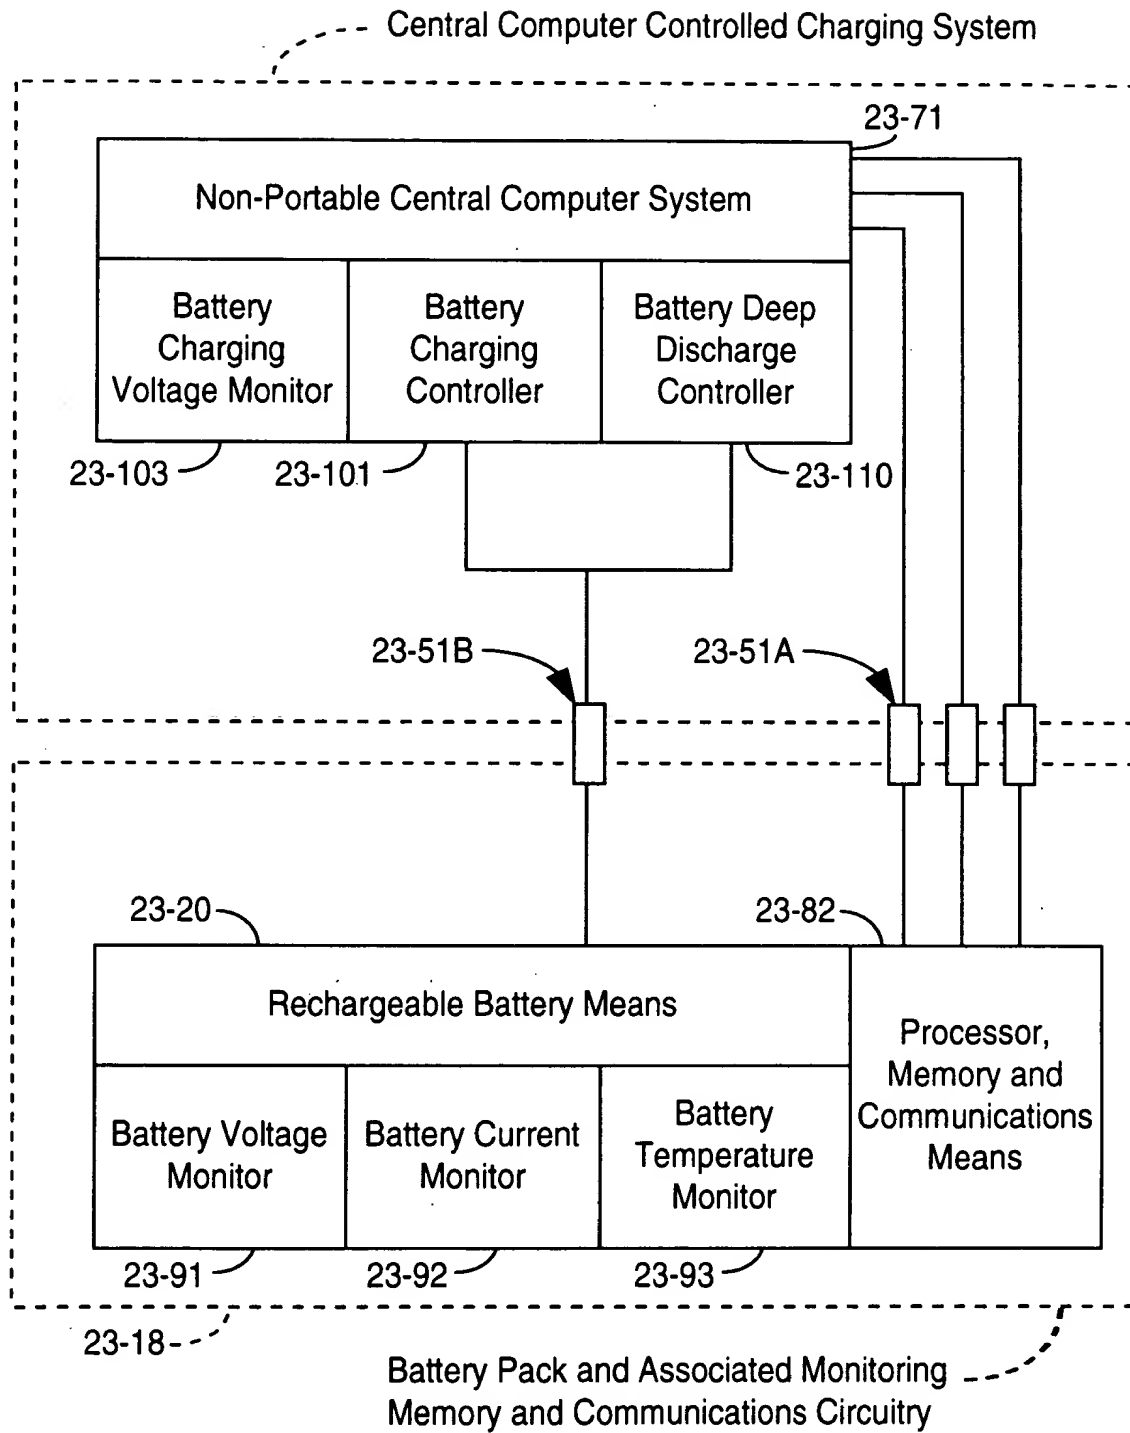 Central Computer Controlled Charging System
23-71
Non-Portable Central Computer System
Battery
Charging
Voltage Monitor
Battery
Charging
Controller
Battery Deep
Discharge
Controller
23-103
23-101
23-110
23-51B
23-51A
23-20
23-82
Rechargeable Battery Means
Processor,
Memory and
Communications
Means
Battery Voltage
Monitor
Battery Current
Monitor
Battery
Temperature
Monitor
23-91
23-92
23-93
23-18
Battery Pack and Associated Monitoring
Memory and Communications Circuitry